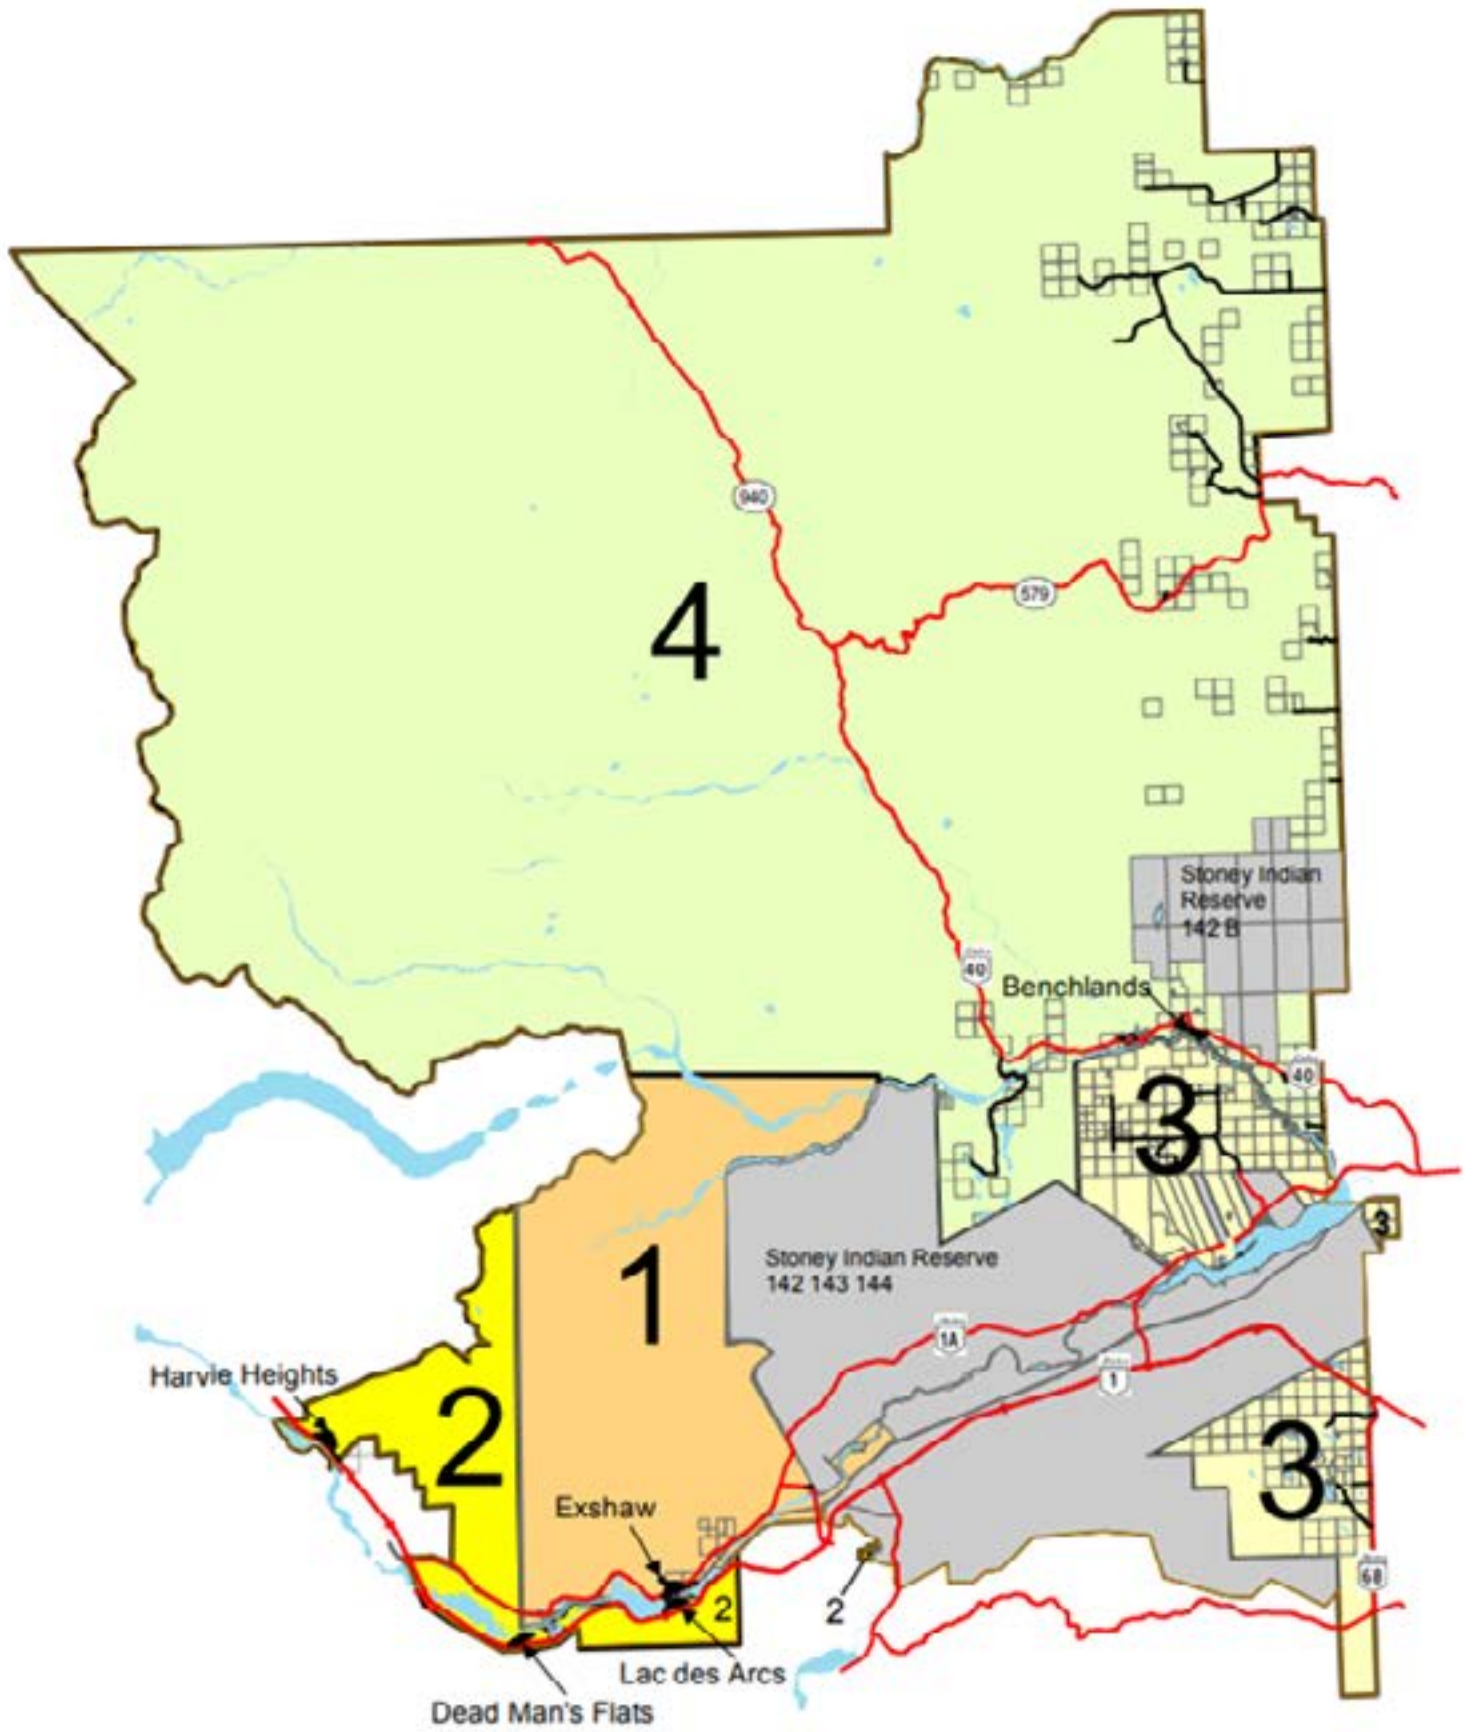 940
579
4
Stoney Indian
Reserve
142 B
40
Benchlands
40
3
3
1
Stoney Indian Reserve
142 143 144
1A
1
Harvie Heights
2
3
Exshaw
68
2
2
Lac des Arcs
Dead Man's Flats